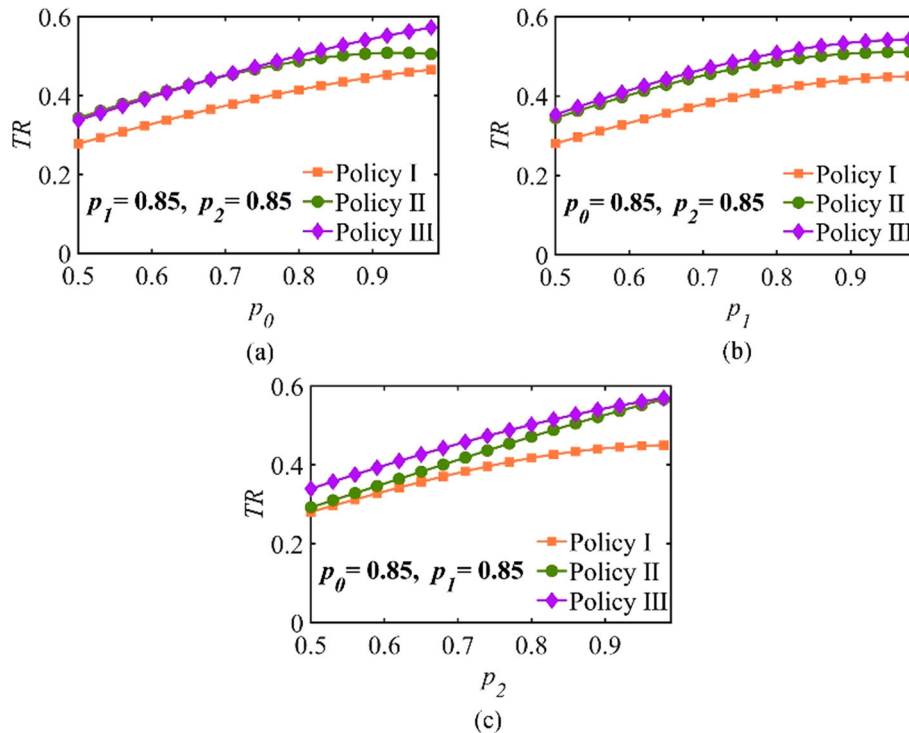 0.6
0.4
TR
0.2
0
Policy I
p1= 0.85, p2= 0.85
Policy II
Policy III
0.5 0.6 0.7 0.8 0.9
p0
(a)
0.6
0.4
TR
0.2
0
Policy I
p0= 0.85, p2= 0.85
Policy II
Policy III
0.5 0.6 0.7 0.8 0.9
p1
(b)
0.6
0.4
TR
0.2
0
Policy I
p0= 0.85, p1= 0.85
Policy II
Policy III
0.5 0.6 0.7 0.8 0.9
p2
(c)